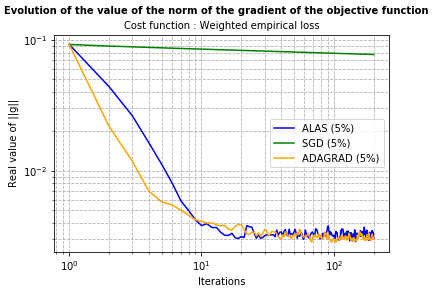 Evolution of the value of the norm of the gradient of the objective function
Cost function : Weighted empirical loss
10⁻¹
10⁻²
Real value of ||g||
ALAS (5%)
SGD (5%)
ADAGRAD (5%)
10⁰ 10¹ 10²
Iterations